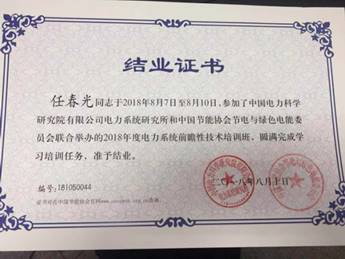 结业证书
任春光同志于2018年8月7日至8月10日,参加了中国电力科学
研究院有限公司电力系统研究所和中国节能协会节电与绿色电能委
员会联合举办的2018年度电力系统前瞻性技术培训班,圆满完成学
习培训任务,准予结业。
编号:181050044
二〇一八年八月十日